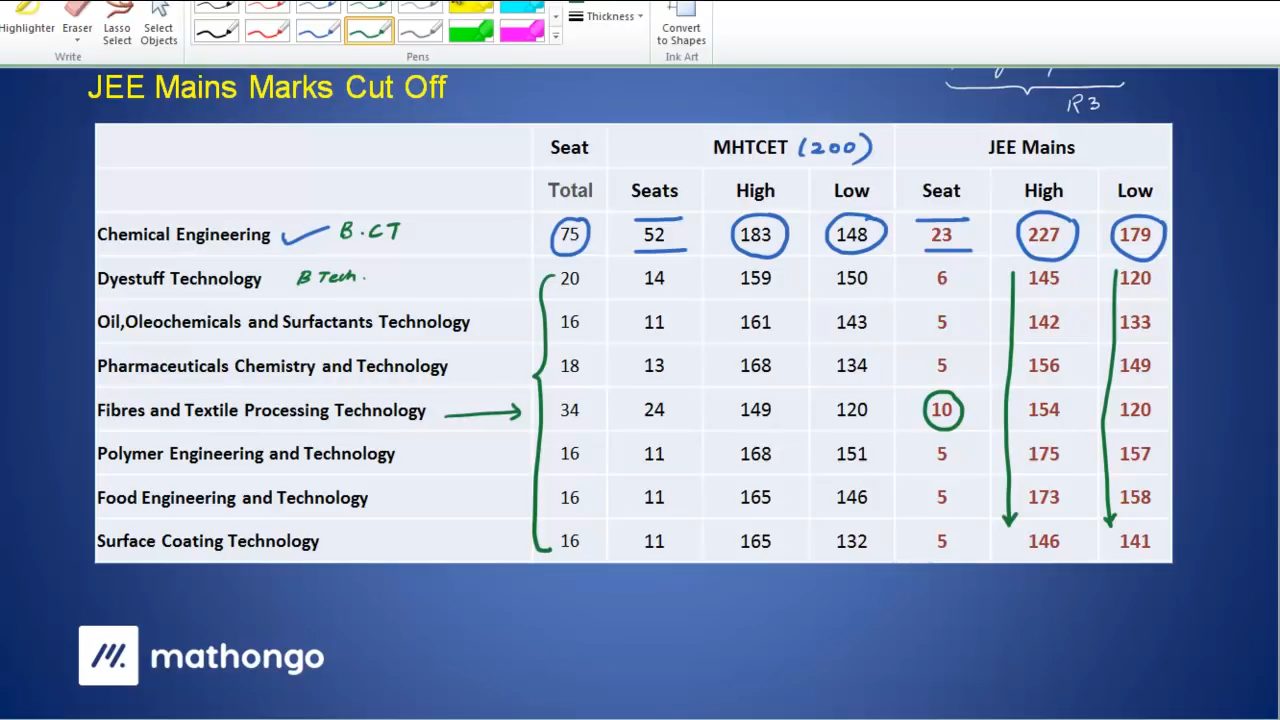 Highlighter Eraser Lasso Select Select Objects Thickness Convert to Shapes
Write Pens Ink Art
JEE Mains Marks Cut Off
R3
Seat MHTCET (200) JEE Mains
Total Seats High Low Seat High Low
Chemical Engineering B.CT 75 52 183 148 23 227 179
Dyestuff Technology B Tech. 20 14 159 150 6 145 120
Oil,Oleochemicals and Surfactants Technology 16 11 161 143 5 142 133
Pharmaceuticals Chemistry and Technology 18 13 168 134 5 156 149
Fibres and Textile Processing Technology 34 24 149 120 10 154 120
Polymer Engineering and Technology 16 11 168 151 5 175 157
Food Engineering and Technology 16 11 165 146 5 173 158
Surface Coating Technology 16 11 165 132 5 146 141
mathongo